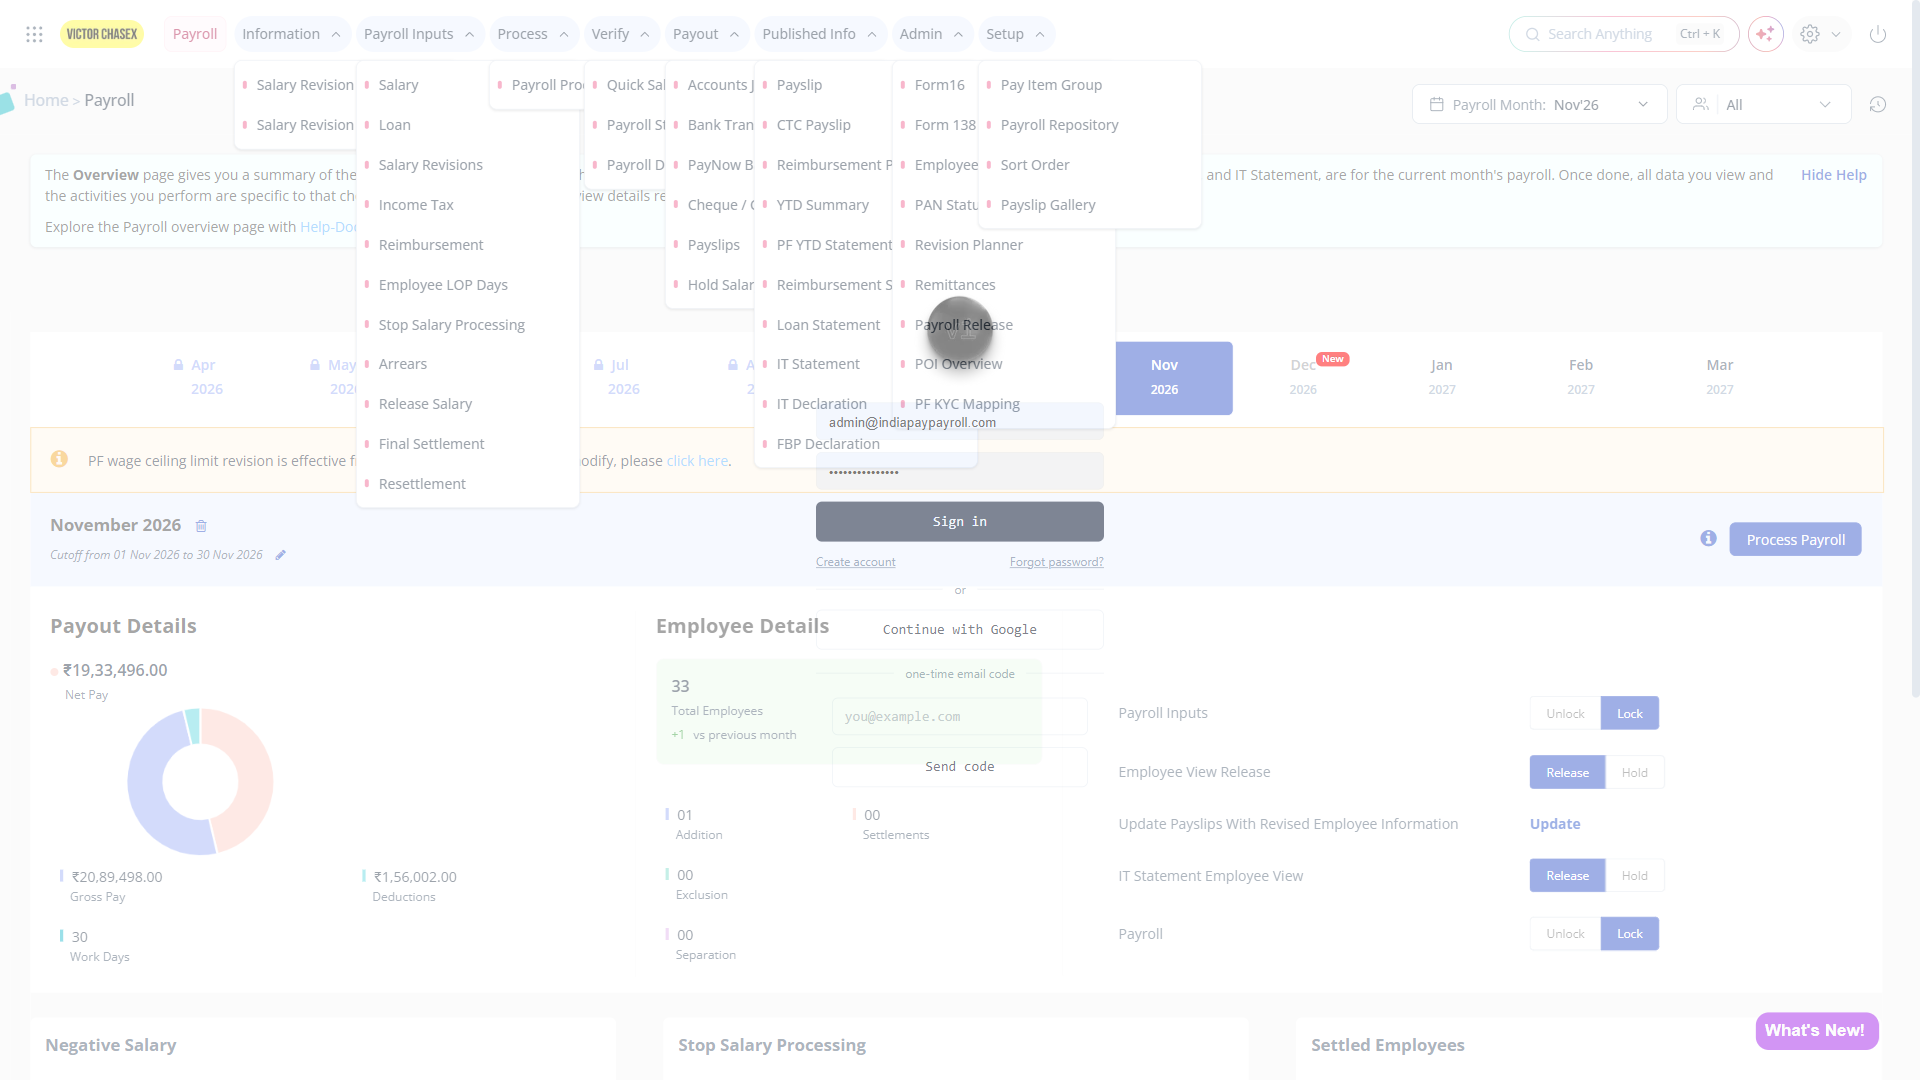 VICTOR CHASEX
Payroll
Information
Payroll Inputs
Process
Verify
Payout
Published Info
Admin
Setup
Search Anything
Ctrl + K
Home > Payroll
Salary Revision
Salary Revision
Salary
Loan
Salary Revisions
Income Tax
Reimbursement
Employee LOP Days
Stop Salary Processing
Arrears
Release Salary
Final Settlement
Resettlement
Payroll Pro
Quick Sal
Payroll St
Payroll D
Accounts J
Bank Tran
PayNow B
Cheque /
Payslips
Hold Salar
Payslip
CTC Payslip
Reimbursement P
YTD Summary
PF YTD Statement
Reimbursement S
Loan Statement
IT Statement
IT Declaration
FBP Declaration
Form16
Form 138
Employee
PAN Statu
Revision Planner
Remittances
Payroll Release
POI Overview
PF KYC Mapping
Pay Item Group
Payroll Repository
Sort Order
Payslip Gallery
Payroll Month: Nov'26
All
The Overview page gives you a summary of the
and IT Statement, are for the current month's payroll. Once done, all data you view and
Hide Help
the activities you perform are specific to that
iew details
Explore the Payroll overview page with Help-Do
Apr
2026
May
Jul
2026
Nov
2026
Dec
New
2026
Jan
2027
Feb
2027
Mar
2027
PF wage ceiling limit revision is effective
odify, please click here.
November 2026
Cutoff from 01 Nov 2026 to 30 Nov 2026
Process Payroll
admin@indiapaypayroll.com
•••••••••••••••
Sign in
Create account
Forgot password?
or
Continue with Google
one-time email code
you@example.com
Send code
Payout Details
₹19,33,496.00
Net Pay
₹20,89,498.00
Gross Pay
₹1,56,002.00
Deductions
30
Work Days
Employee Details
33
Total Employees
+1 vs previous month
01
Addition
00
Settlements
00
Exclusion
00
Separation
Payroll Inputs
Unlock
Lock
Employee View Release
Release
Hold
Update Payslips With Revised Employee Information
Update
IT Statement Employee View
Release
Hold
Payroll
Unlock
Lock
Negative Salary
Stop Salary Processing
Settled Employees
What's New!